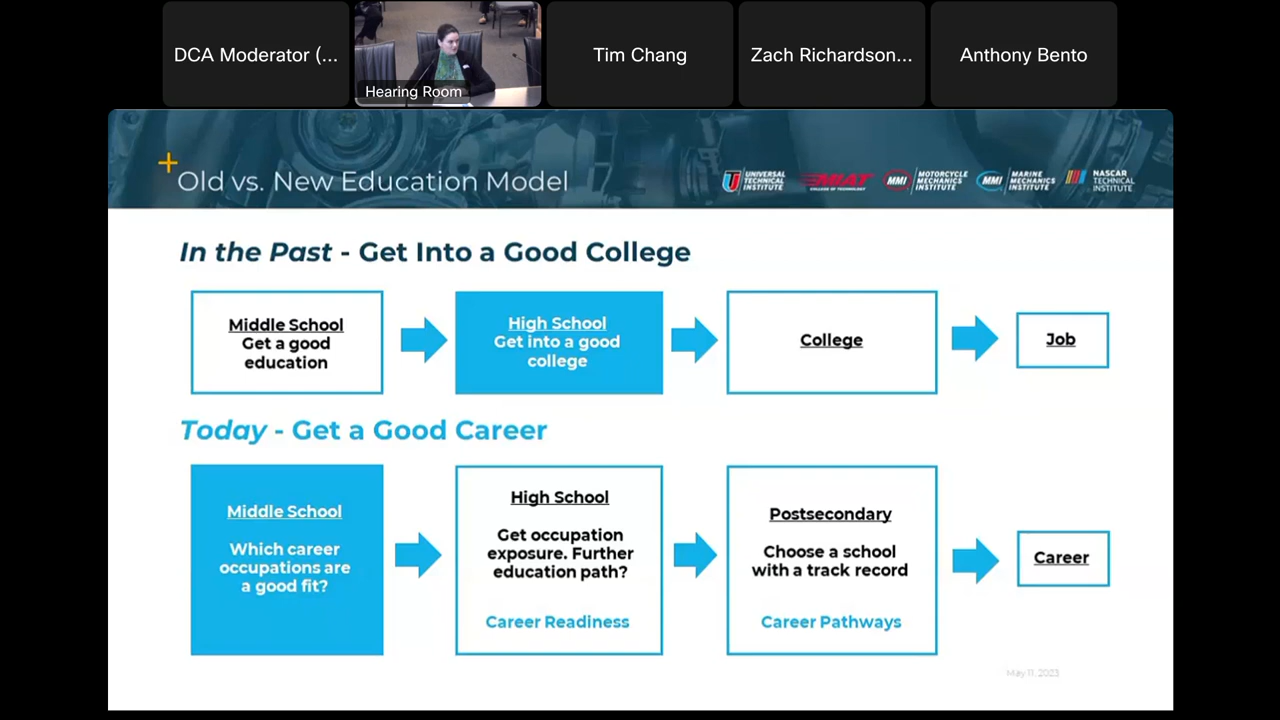 DCA Moderator (...
Hearing Room
Tim Chang
Zach Richardson...
Anthony Bento
Old vs. New Education Model
UNIVERSAL
TECHNICAL
INSTITUTE
MIAT
COLLEGE OF TECHNOLOGY
MMI
MOTORCYCLE
MECHANICS
INSTITUTE
MMI
MARINE
MECHANICS
INSTITUTE
NASCAR
TECHNICAL
INSTITUTE
In the Past - Get Into a Good College
Middle School
Get a good
education
High School
Get into a good
college
College
Job
Today - Get a Good Career
Middle School
Which career
occupations are
a good fit?
High School
Get occupation
exposure. Further
education path?
Career Readiness
Postsecondary
Choose a school
with a track record
Career Pathways
Career
May 11, 2023